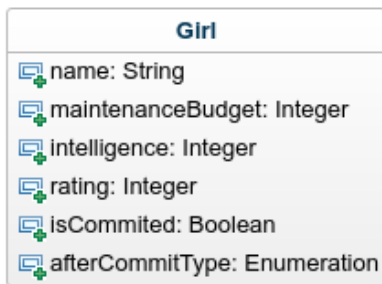 Girl
name: String
maintenanceBudget: Integer
intelligence: Integer
rating: Integer
isCommited: Boolean
afterCommitType: Enumeration